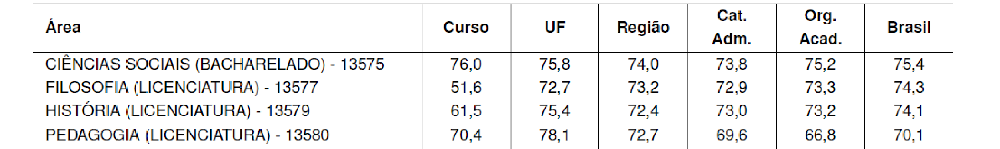 Área Curso UF Região Cat. Adm. Org. Acad. Brasil
CIÊNCIAS SOCIAIS (BACHARELADO) - 13575 76,0 75,8 74,0 73,8 75,2 75,4
FILOSOFIA (LICENCIATURA) - 13577 51,6 72,7 73,2 72,9 73,3 74,3
HISTÓRIA (LICENCIATURA) - 13579 61,5 75,4 72,4 73,0 73,2 74,1
PEDAGOGIA (LICENCIATURA) - 13580 70,4 78,1 72,7 69,6 66,8 70,1